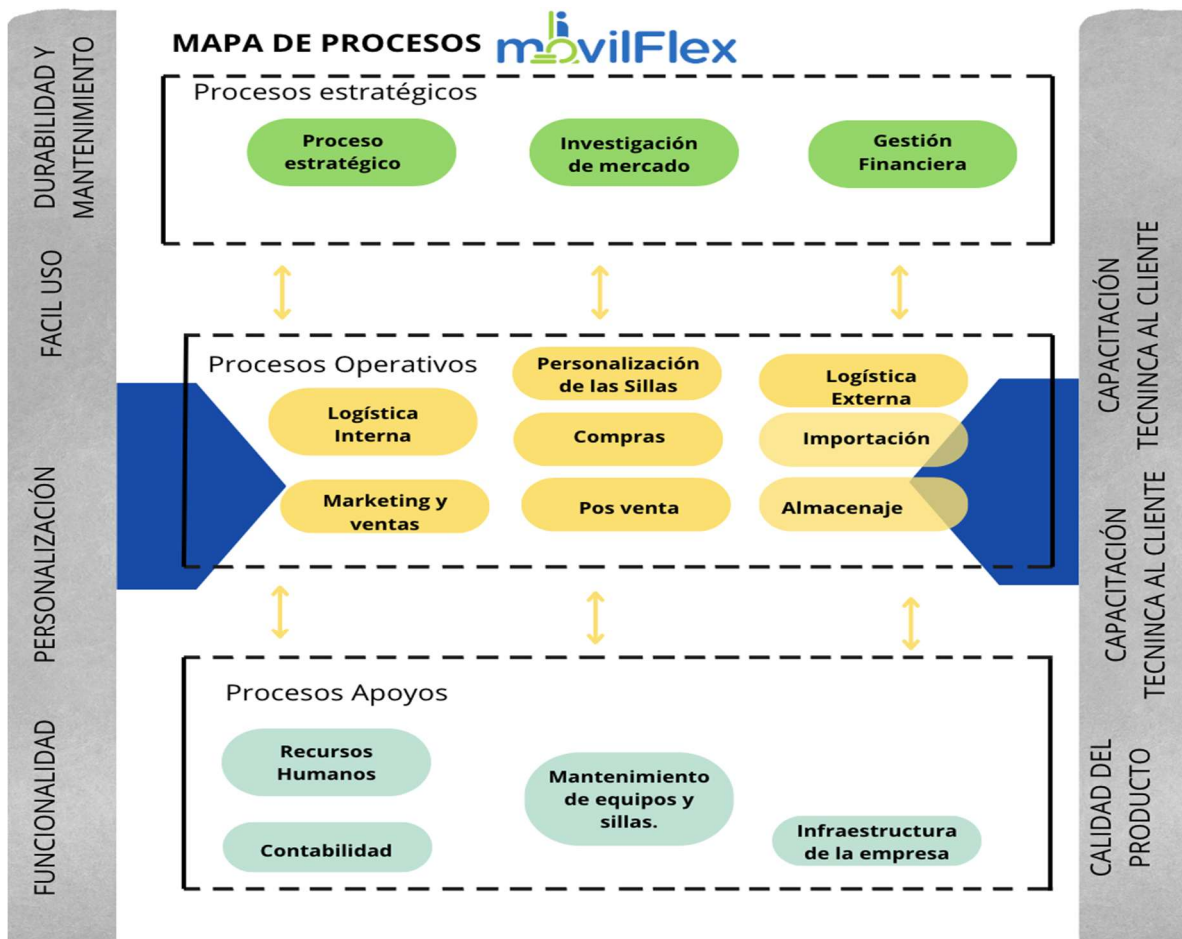 MAPA DE PROCESOS
móvilFlex
DURABILIDAD Y
MANTENIMIENTO
FACIL USO
PERSONALIZACIÓN
FUNCIONALIDAD
Procesos estratégicos
Proceso
estratégico
Investigación
de mercado
Gestión
Financiera
Procesos Operativos
Logística
Interna
Marketing y
ventas
Personalización
de las Sillas
Compras
Pos venta
Logística
Externa
Importación
Almacenaje
Procesos Apoyos
Recursos
Humanos
Contabilidad
Mantenimiento
de equipos y
sillas.
Infraestructura
de la empresa
CAPACITACIÓN
TECNINCA AL CLIENTE
CAPACITACIÓN
TECNINCA AL CLIENTE
CALIDAD DEL
PRODUCTO